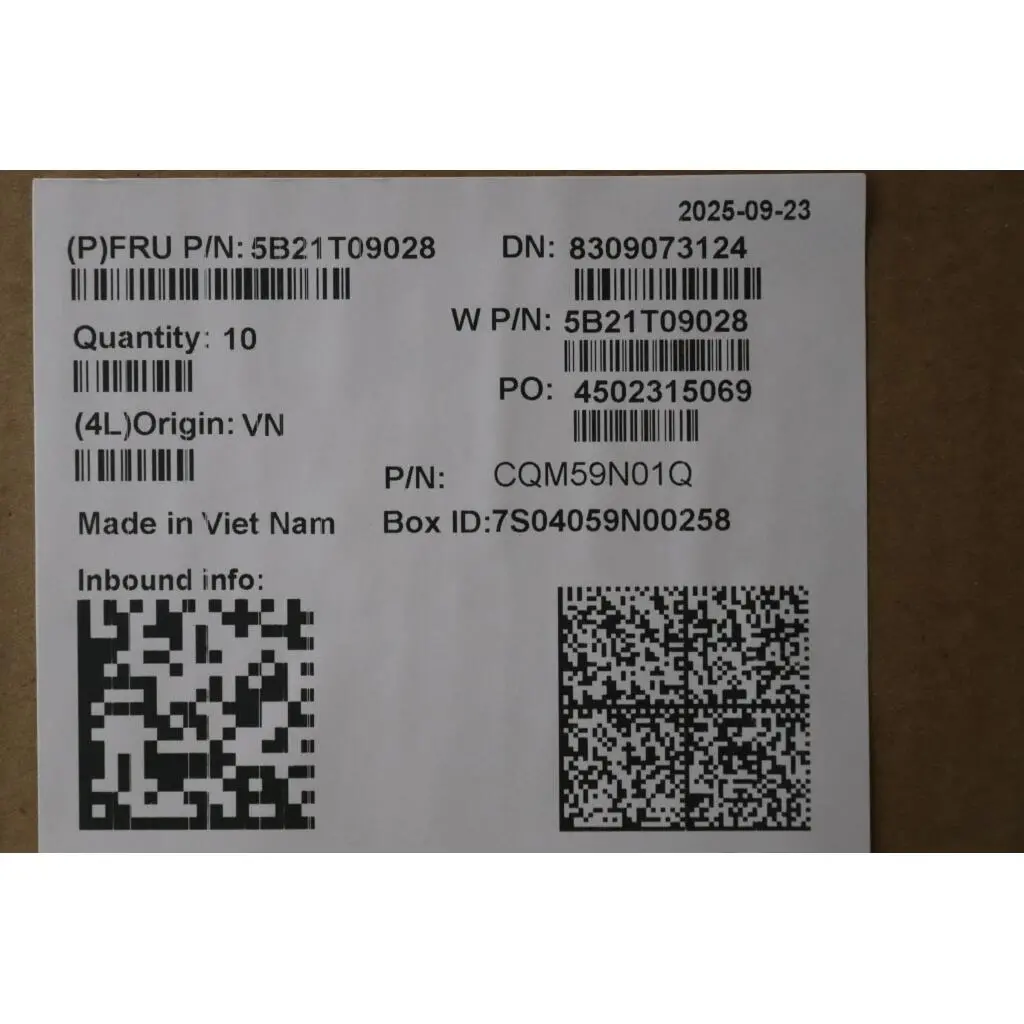 2025-09-23
(P)FRU P/N: 5B21T09028 DN: 8309073124
W P/N: 5B21T09028
Quantity: 10
PO: 4502315069
(4L)Origin: VN
P/N: CQM59N01Q
Made in Viet Nam Box ID:7S04059N00258
Inbound info: